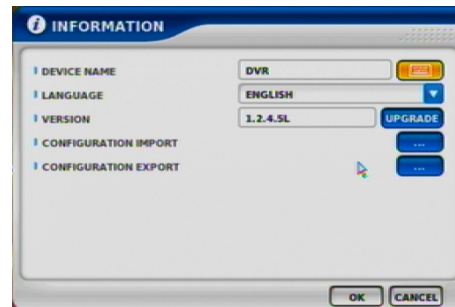 INFORMATION
DEVICE NAME DVR
LANGUAGE ENGLISH
VERSION 1.2.4.5L UPGRADE
CONFIGURATION IMPORT ...
CONFIGURATION EXPORT ...
OK CANCEL